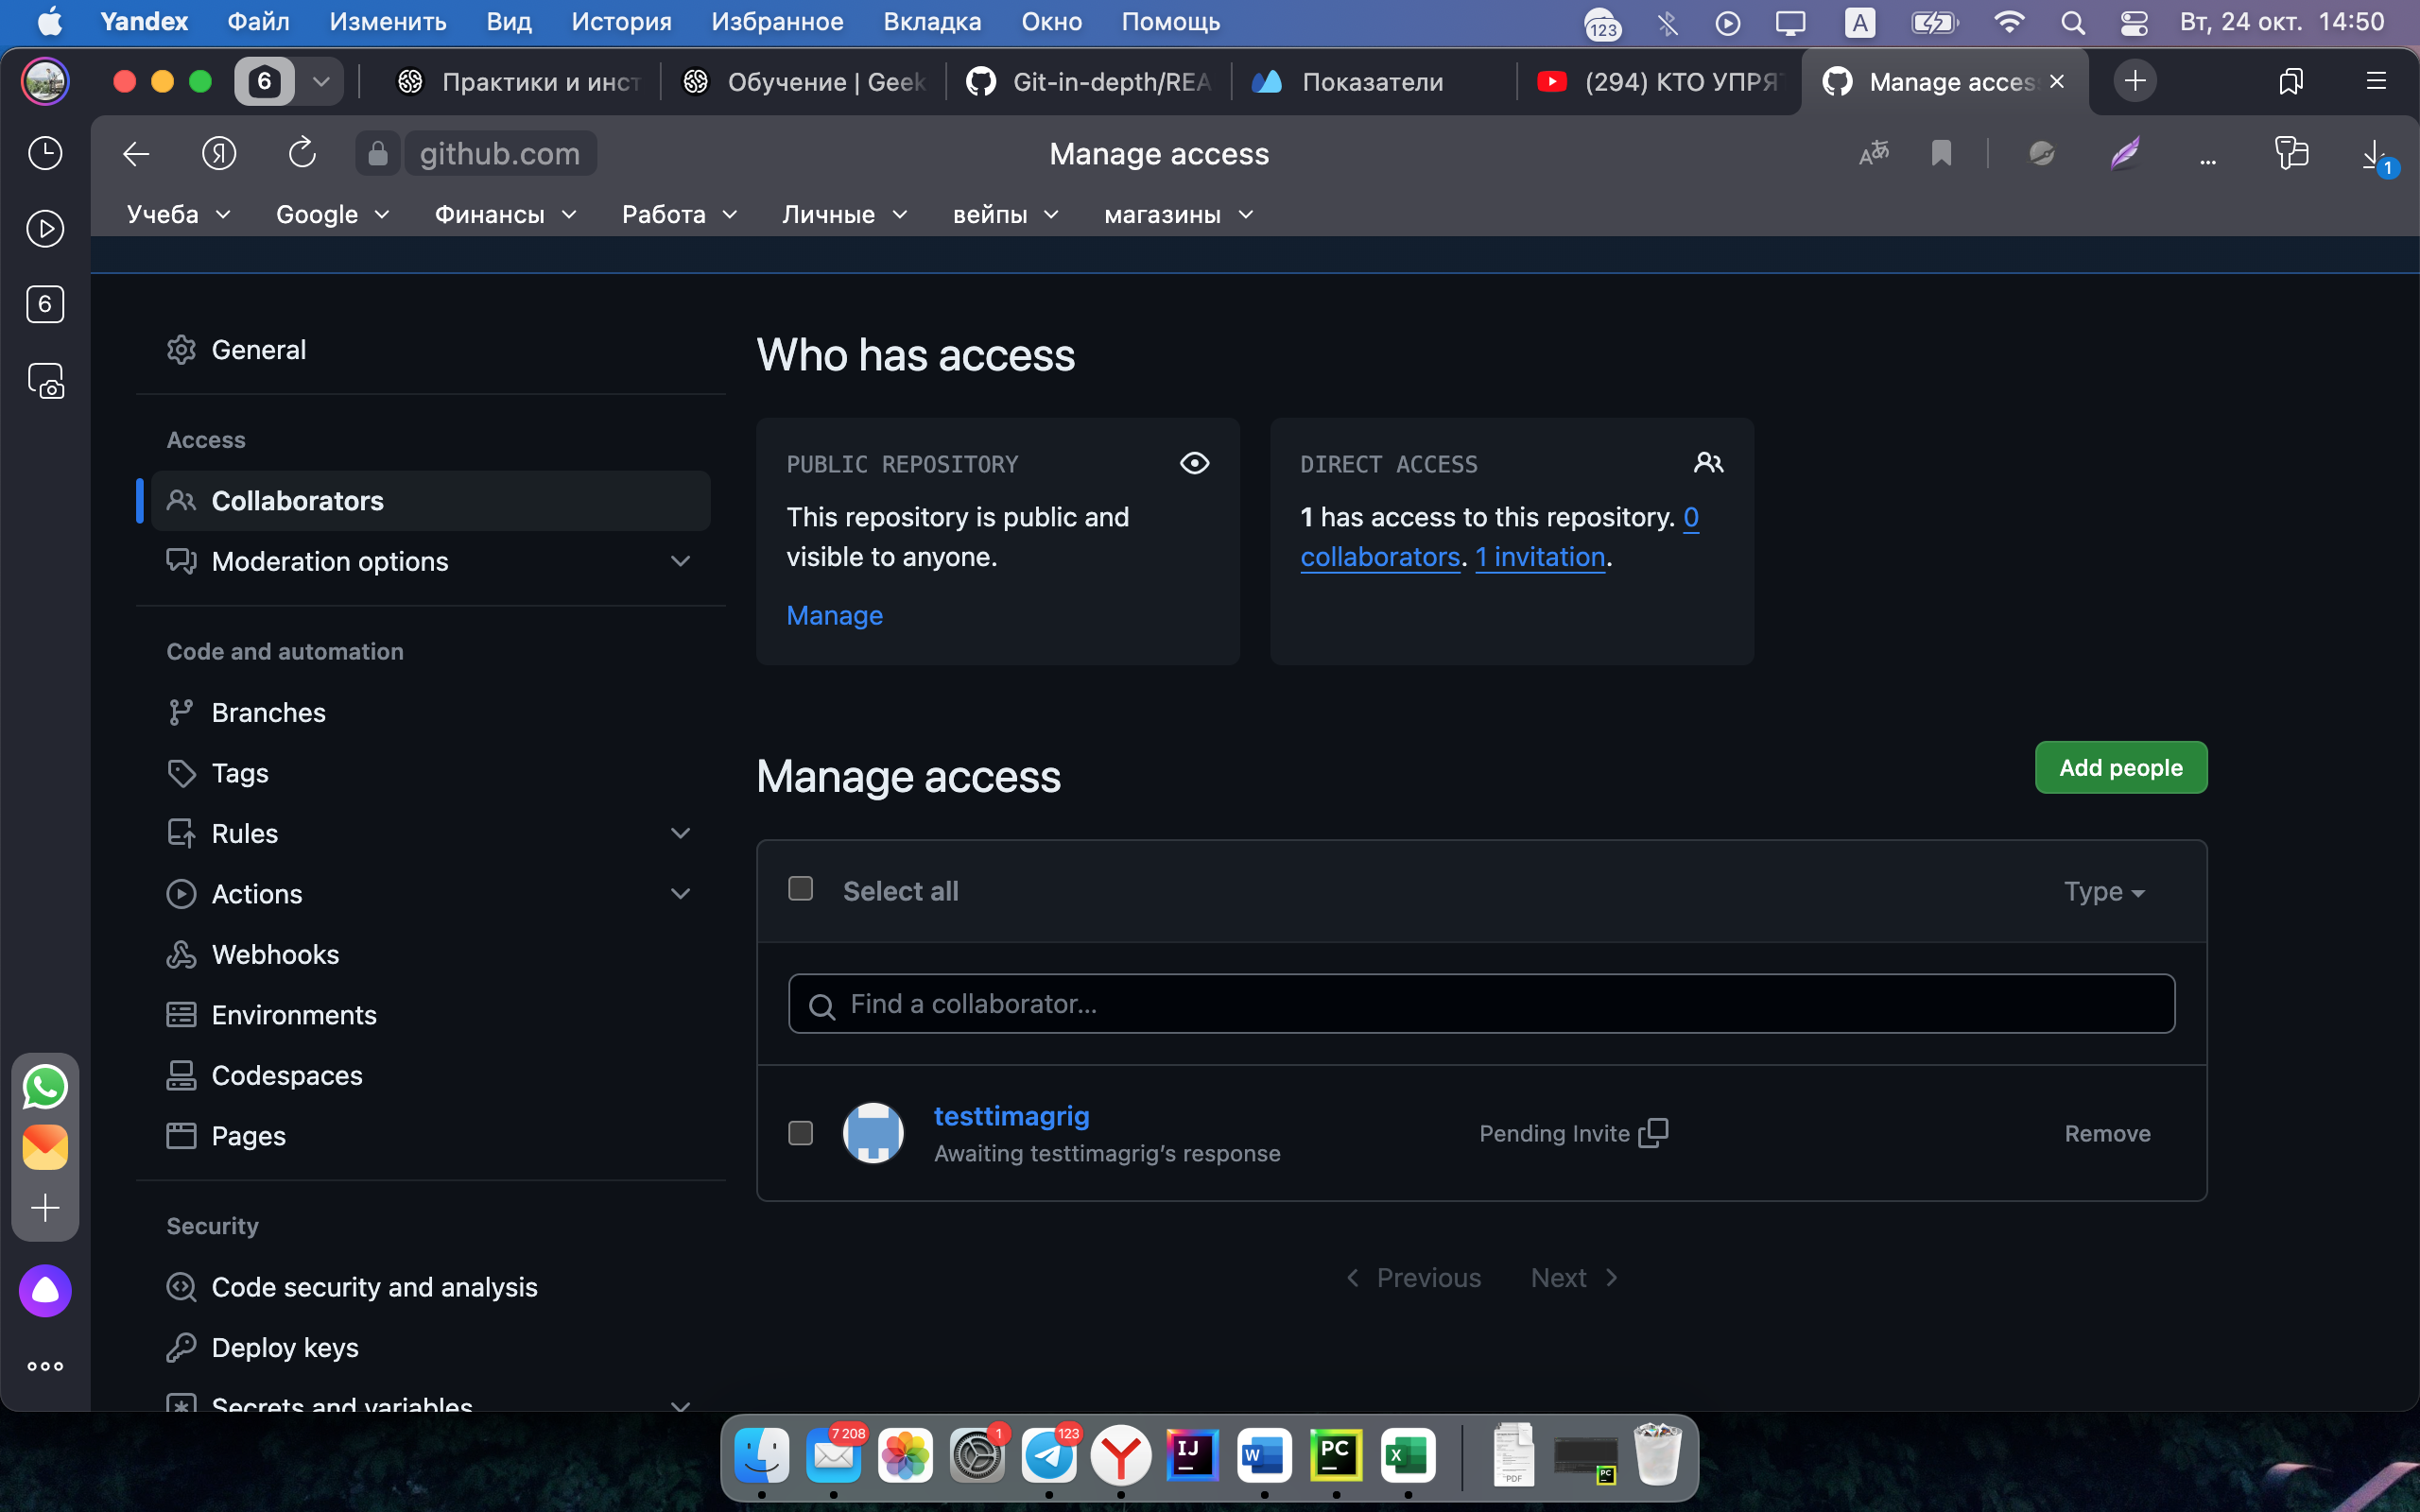 Yandex Файл Изменить Вид История Избранное Вкладка Окно Помощь 123 A Вт, 24 окт. 14:50
6 Практики и инст Обучение | Geek Git-in-depth/REA Показатели (294) КТО УПРЯТ Manage acces
Я github.com Manage access ... 1
Учеба Google Финансы Работа Личные вейпы магазины
6
General
Access
Collaborators
Moderation options
Code and automation
Branches
Tags
Rules
Actions
Webhooks
Environments
Codespaces
Pages
Security
Code security and analysis
Deploy keys
Secrets and variables
Who has access
PUBLIC REPOSITORY
This repository is public and
visible to anyone.
Manage
DIRECT ACCESS
1 has access to this repository. 0
collaborators. 1 invitation.
Manage access
Add people
Select all Type
Find a collaborator...
testtimagrig
Awaiting testtimagrig's response
Pending Invite
Remove
Previous Next
7 208 1 123 IJ W PC X PDF PC